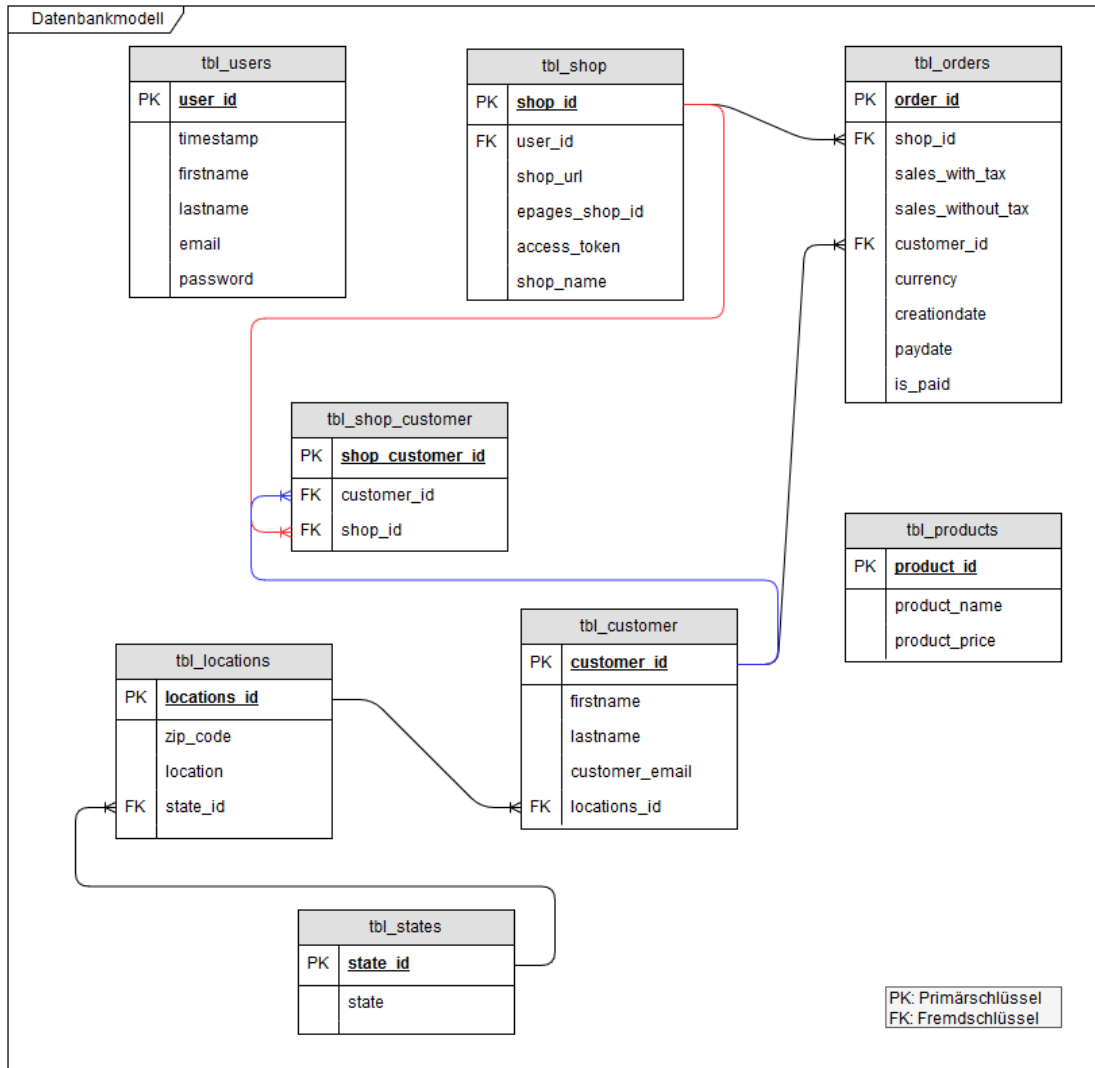 Datenbankmodell
tbl_users
PK user_id
timestamp
firstname
lastname
email
password
tbl_shop
PK shop_id
FK user_id
shop_url
epages_shop_id
access_token
shop_name
tbl_orders
PK order_id
FK shop_id
sales_with_tax
sales_without_tax
FK customer_id
currency
creationdate
paydate
is_paid
tbl_shop_customer
PK shop_customer_id
FK customer_id
FK shop_id
tbl_products
PK product_id
product_name
product_price
tbl_customer
PK customer_id
firstname
lastname
customer_email
FK locations_id
tbl_locations
PK locations_id
zip_code
location
FK state_id
tbl_states
PK state_id
state
PK: Primärschlüssel
FK: Fremdschlüssel